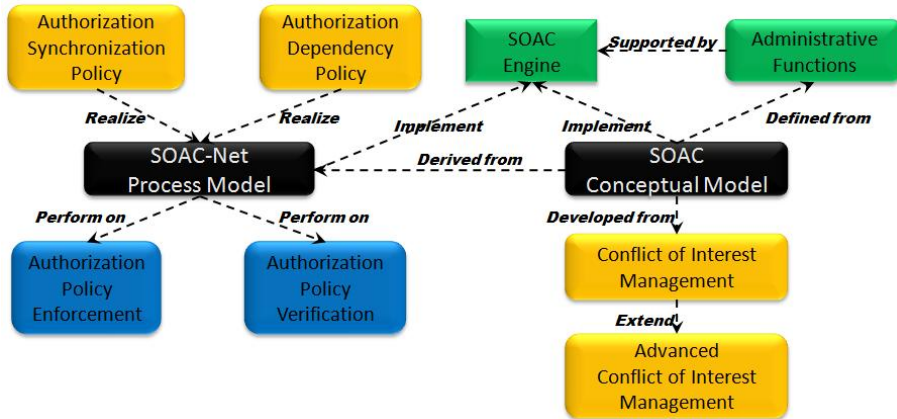 Authorization
Synchronization
Policy
Authorization
Dependency
Policy
SOAC
Engine
Supported by
Administrative
Functions
Realize
Realize
Implement
Implement
Defined from
SOAC-Net
Process Model
Derived from
SOAC
Conceptual Model
Perform on
Perform on
Developed from
Authorization
Policy
Enforcement
Authorization
Policy
Verification
Conflict of Interest
Management
Extend
Advanced
Conflict of Interest
Management